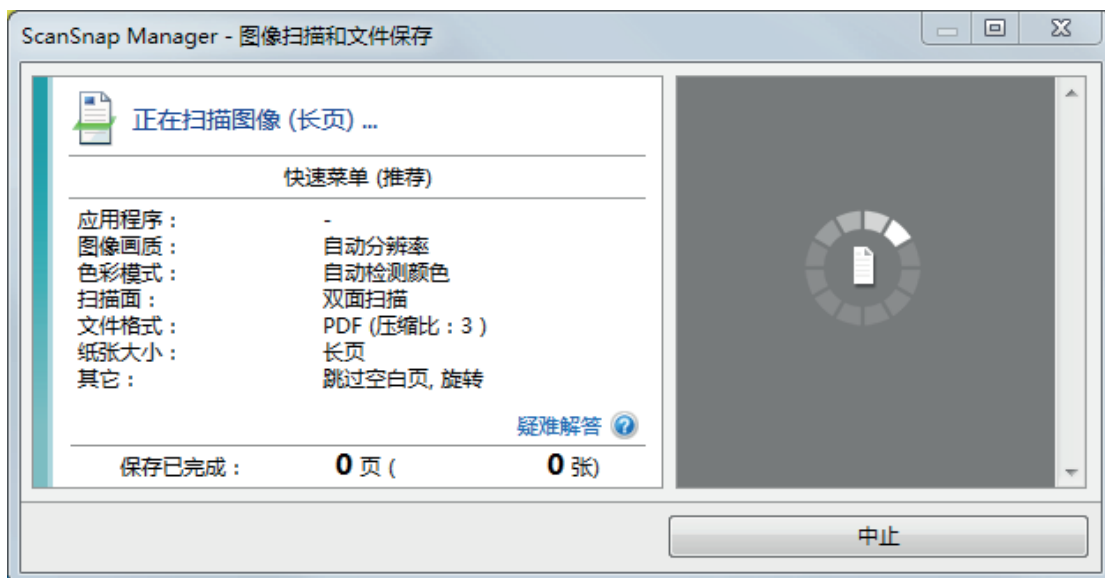 ScanSnap Manager - 图像扫描和文件保存
正在扫描图像 (长页) ...
快速菜单 (推荐)
应用程序： -
图像画质： 自动分辨率
色彩模式： 自动检测颜色
扫描面： 双面扫描
文件格式： PDF (压缩比：3 )
纸张大小： 长页
其它： 跳过空白页, 旋转
疑难解答
保存已完成： 0 页 ( 0 张)
中止